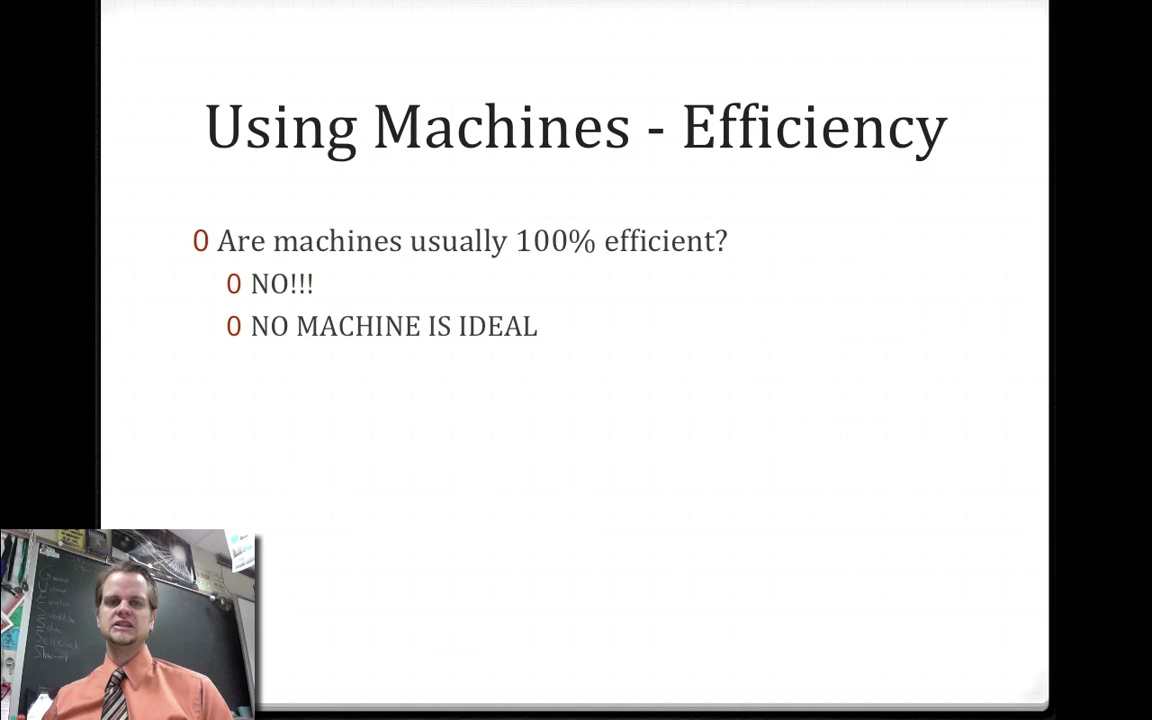 Using Machines - Efficiency
0 Are machines usually 100% efficient?
0 NO!!!
0 NO MACHINE IS IDEAL